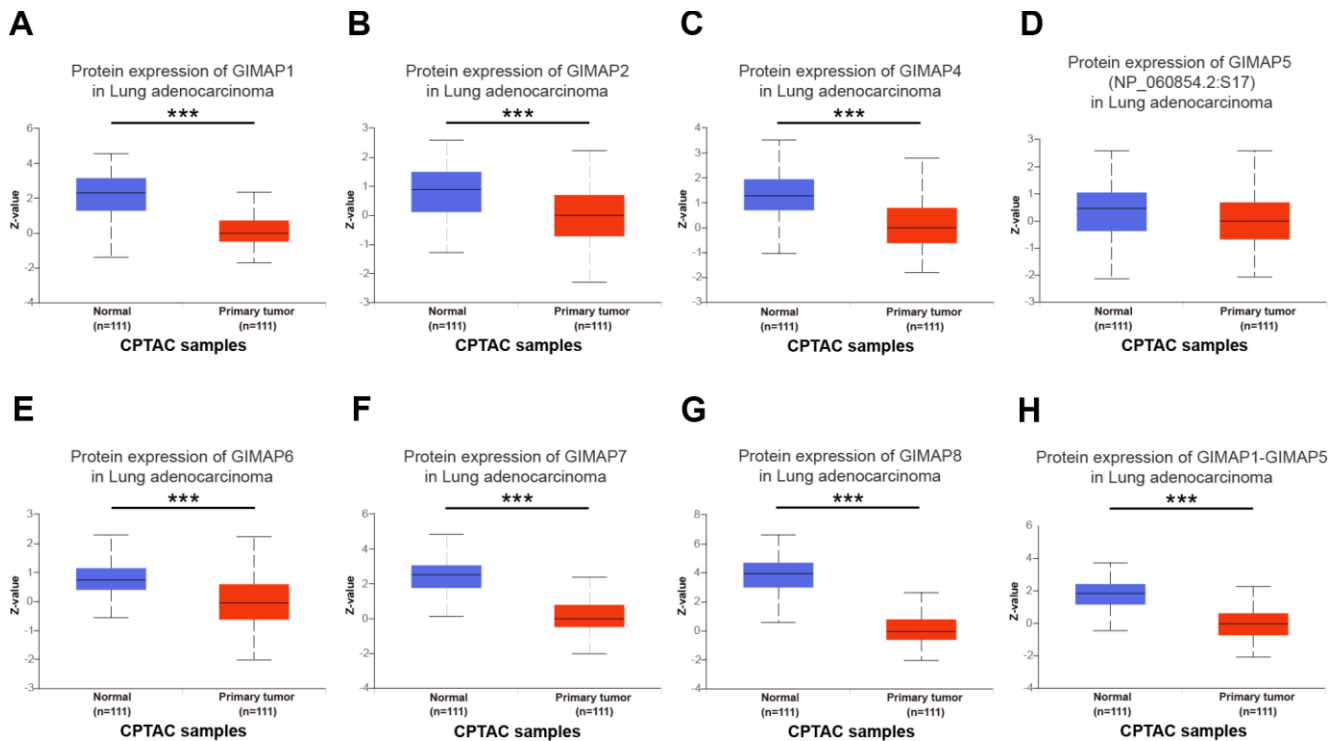 A
Protein expression of GIMAP1
in Lung adenocarcinoma
***
Z-value
6
4
2
0
-2
-4
Normal
(n=111)
Primary tumor
(n=111)
CPTAC samples
B
Protein expression of GIMAP2
in Lung adenocarcinoma
***
Z-value
3
2
1
0
-1
-2
-3
Normal
(n=111)
Primary tumor
(n=111)
CPTAC samples
C
Protein expression of GIMAP4
in Lung adenocarcinoma
***
Z-value
4
3
2
1
0
-1
-2
-3
Normal
(n=111)
Primary tumor
(n=111)
CPTAC samples
D
Protein expression of GIMAP5
(NP_060854.2:S17)
in Lung adenocarcinoma
Z-value
3
2
1
0
-1
-2
-3
Normal
(n=111)
Primary tumor
(n=111)
CPTAC samples
E
Protein expression of GIMAP6
in Lung adenocarcinoma
***
Z-value
3
2
1
0
-1
-2
-3
Normal
(n=111)
Primary tumor
(n=111)
CPTAC samples
F
Protein expression of GIMAP7
in Lung adenocarcinoma
***
Z-value
6
4
2
0
-2
-4
Normal
(n=111)
Primary tumor
(n=111)
CPTAC samples
G
Protein expression of GIMAP8
in Lung adenocarcinoma
***
Z-value
8
6
4
2
0
-2
-4
Normal
(n=111)
Primary tumor
(n=111)
CPTAC samples
H
Protein expression of GIMAP1-GIMAP5
in Lung adenocarcinoma
***
Z-value
6
4
2
0
-2
-4
Normal
(n=111)
Primary tumor
(n=111)
CPTAC samples